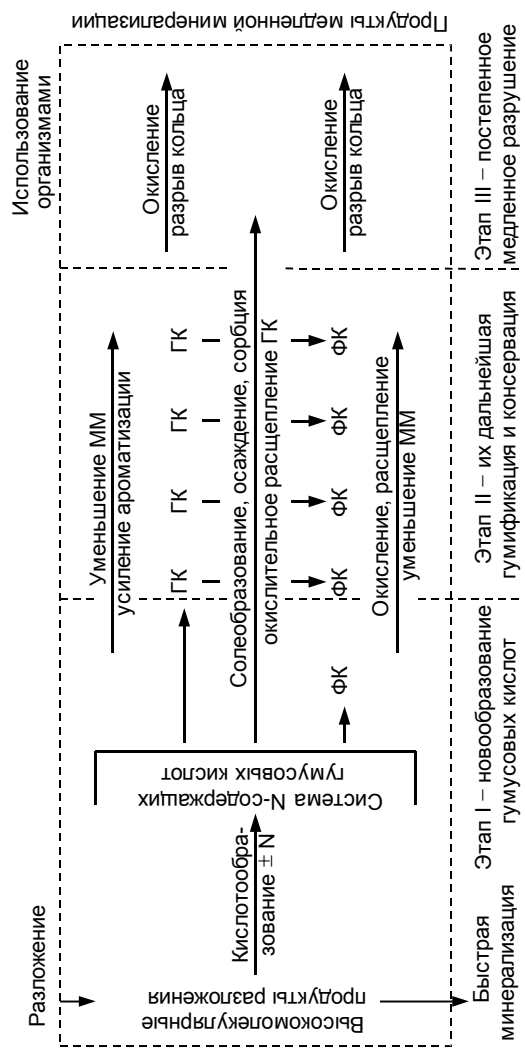 Разложение
Высокомолекулярные
продукты разложения
Быстрая
минерализация
Кислотообра-
зование ± N
Система N-содержащих
гумусовых кислот
Этап I – новообразование
гумусовых кислот
ФК
Уменьшение ММ
усиление ароматизации
ГК
ГК
ГК
ГК
Солеобразование, осаждение, сорбция
окислительное расщепление ГК
ФК
ФК
ФК
ФК
Окисление, расщепление
уменьшение ММ
Этап II – их дальнейшая
гумификация и консервация
Использование
организмами
Окисление
разрыв кольца
Окисление
разрыв кольца
Этап III – постепенное
медленное разрушение
Продукты медленной минерализации